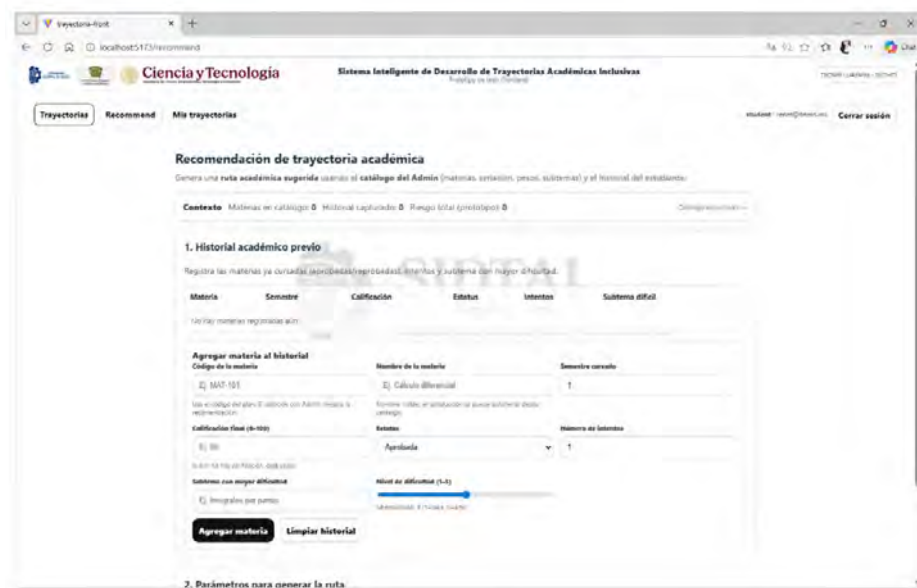 trayectoria-front
localhost:5173/recommend
Ciencia y Tecnología
Sistema Inteligente de Desarrollo de Trayectorias Académicas Inclusivas
Trayectorias Recommend Mis trayectorias
student Cerrar sesión
Recomendación de trayectoria académica
Genera una ruta académica sugerida usando el catálogo del Admin (materias, seriación, pesos, subtemas) y el historial del estudiante.
Contexto Materias en catálogo: 0 Historial capturado: 0 Riesgo total (prototipo): 0
SIDTAI
1. Historial académico previo
Registra las materias ya cursadas (aprobadas/reprobadas), intentos y subtema con mayor dificultad.
Materia Semestre Calificación Estatus Intentos Subtema difícil
No hay materias registradas aún.
Agregar materia al historial
Código de la materia Nombre de la materia Semestre cursado
Ej. MAT-101 Ej. Cálculo diferencial 1
Calificación final (0-100) Estatus Número de intentos
Aprobada 1
Subtema con mayor dificultad Nivel de dificultad (1-5)
Ej. Integrales por partes
Agregar materia Limpiar historial
2. Parámetros para generar la ruta